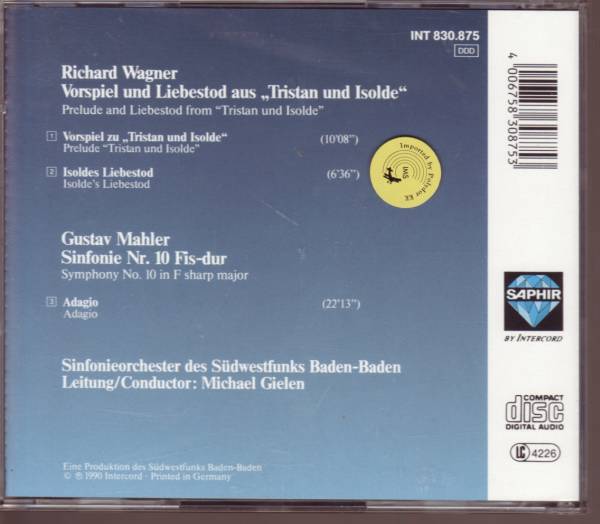 INT 830.875
DDD
Richard Wagner
Vorspiel und Liebestod aus „Tristan und Isolde“
Prelude and Liebestod from “Tristan und Isolde”
1 Vorspiel zu „Tristan und Isolde“ (10'08")
Prelude “Tristan und Isolde”
2 Isoldes Liebestod (6'36")
Isolde's Liebestod
Imported by Polydor KK
IMS
Gustav Mahler
Sinfonie Nr. 10 Fis-dur
Symphony No. 10 in F sharp major
3 Adagio (22'13")
Adagio
Sinfonieorchester des Südwestfunks Baden-Baden
Leitung/Conductor: Michael Gielen
Eine Produktion des Südwestfunks Baden-Baden
© ℗ 1990 Intercord · Printed in Germany
4 006758 308753
SAPHIR
BY INTERCORD
COMPACT
disc
DIGITAL AUDIO
LC 4226